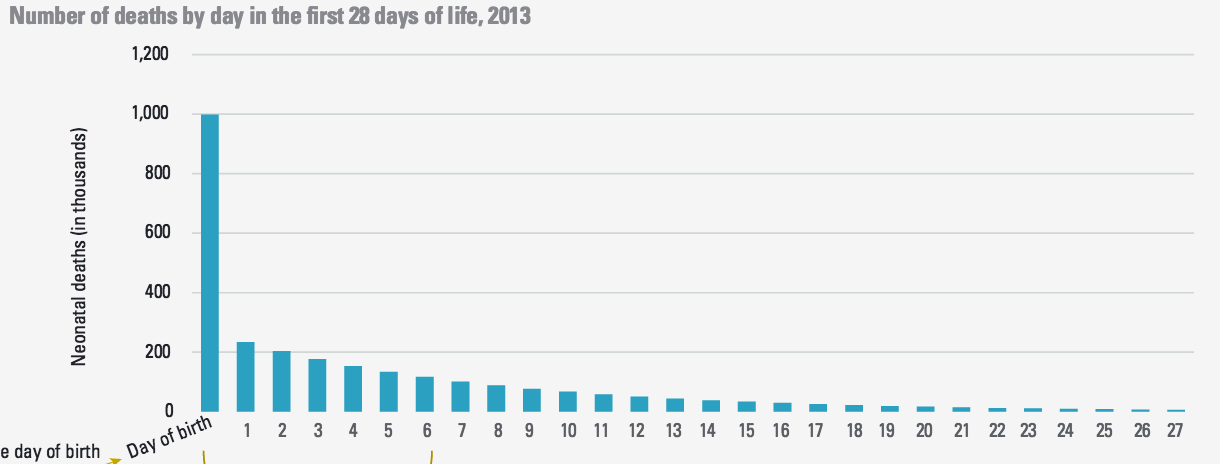 Number of deaths by day in the first 28 days of life, 2013
Neonatal deaths (in thousands)
1,200
1,000
800
600
400
200
0
Day of birth 1 2 3 4 5 6 7 8 9 10 11 12 13 14 15 16 17 18 19 20 21 22 23 24 25 26 27
e day of birth